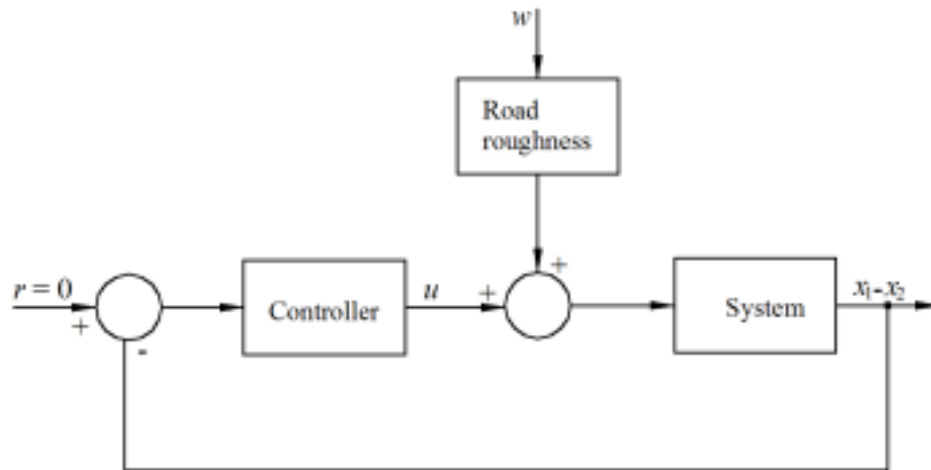 w
Road
roughness
+
r = 0
+
-
Controller
u
+
System
x₁-x₂